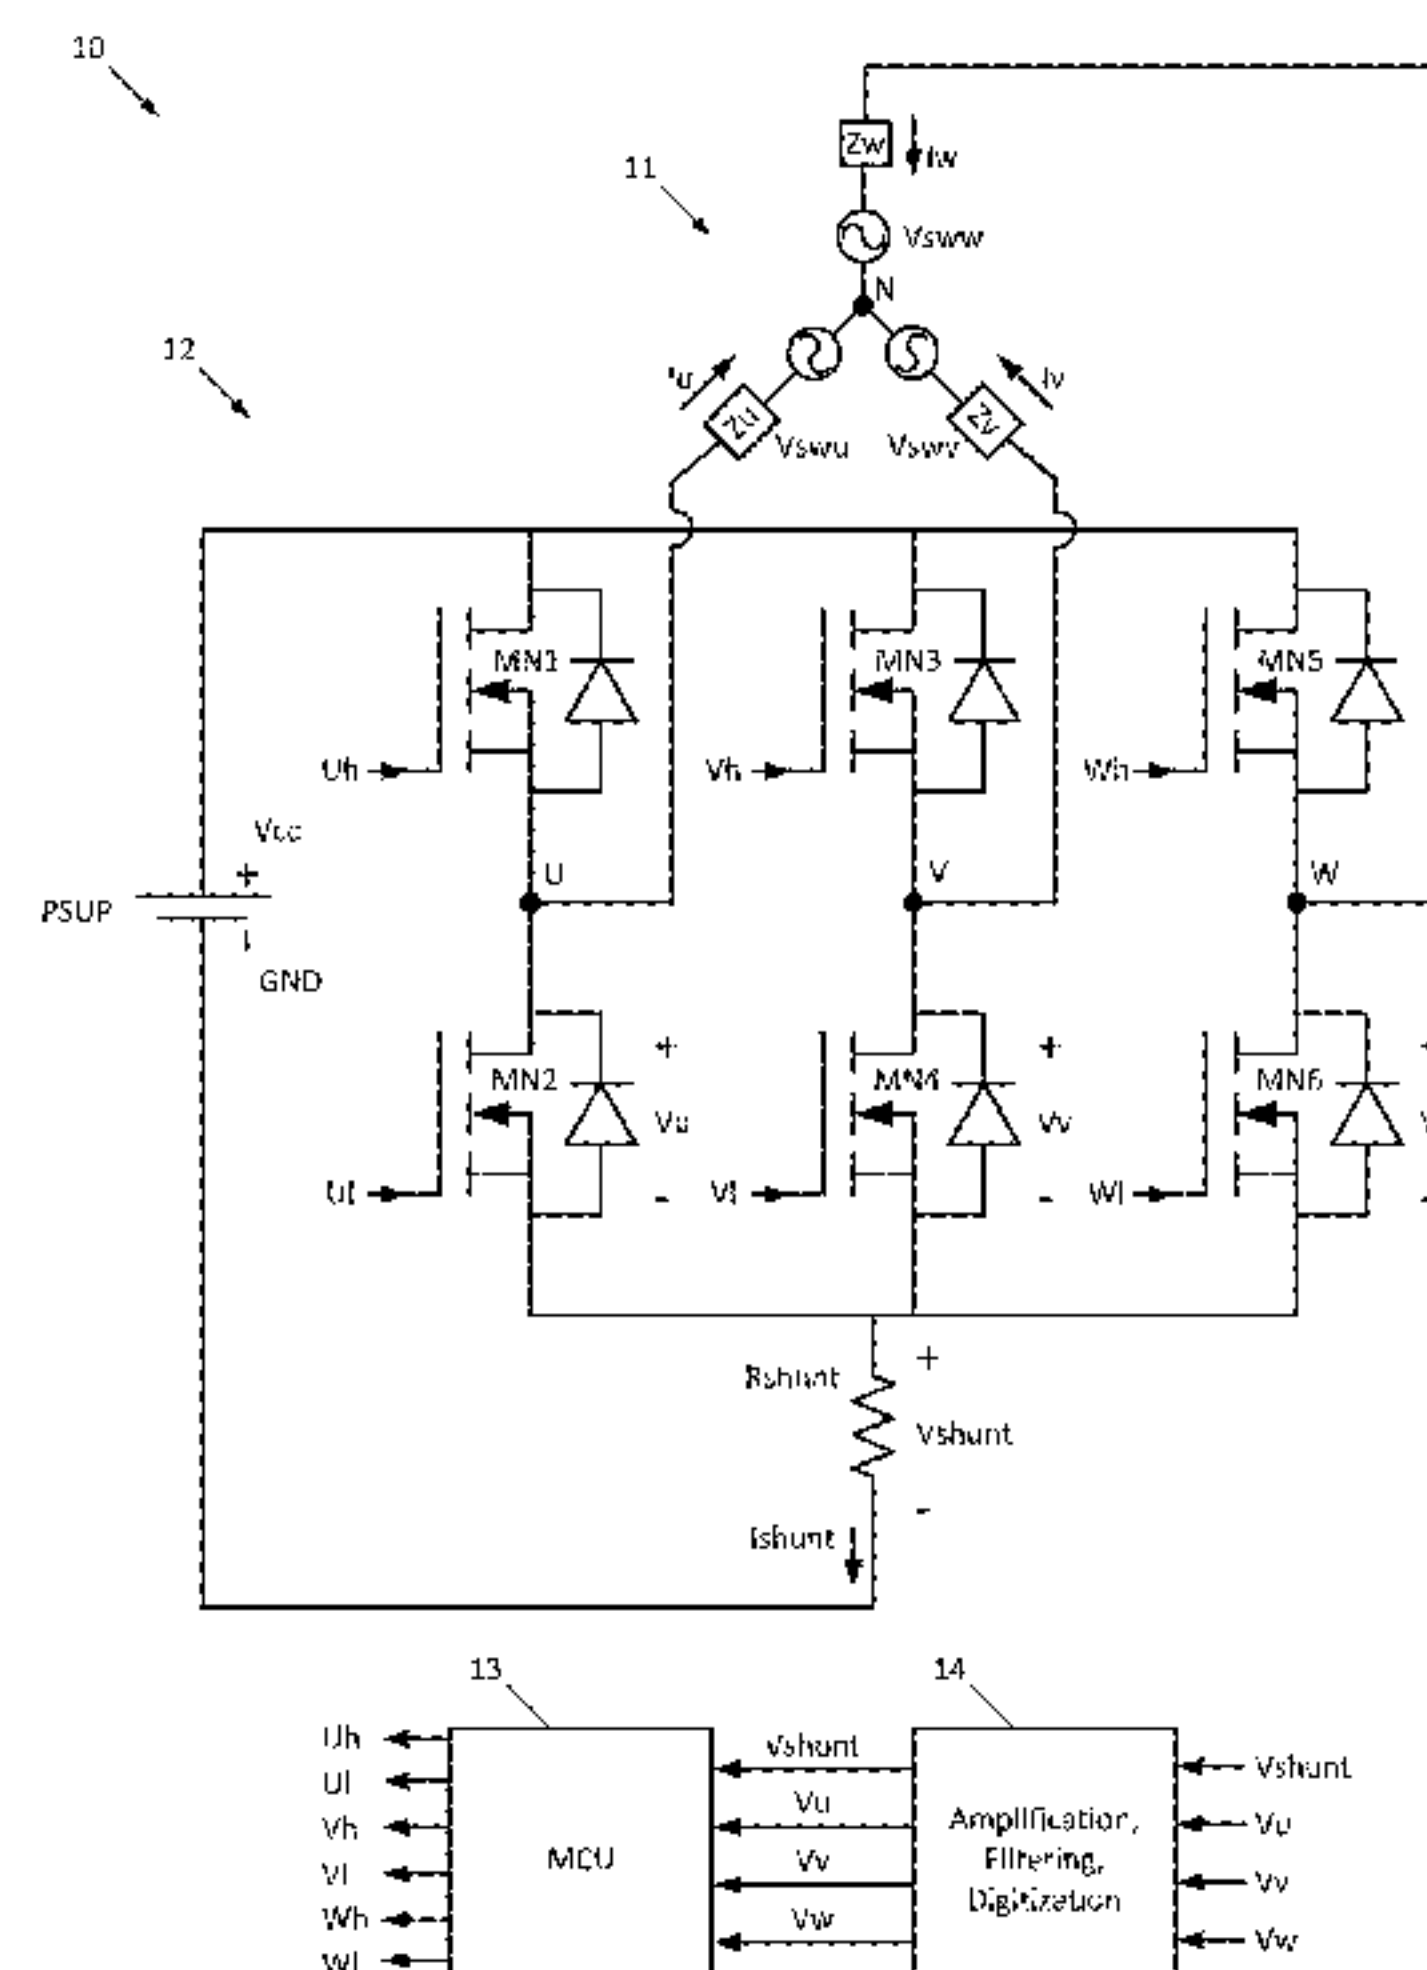 10
Zw
Iw
11
Vsww
N
12
Iu
Iv
Zu
Zv
Vswu
Vswv
MN1
MN3
MN5
Uh
Vh
Wh
Vcc
+
U
V
W
PSUP
-
GND
+
+
MN2
MN4
MN6
Vu
Vv
Ul
-
Vl
-
Wl
+
Rshunt
Vshunt
-
Ishunt
13
14
Uh
Ul
Vh
Vl
Wh
Wl
MCU
Vshunt
Vu
Vv
Vw
Amplification,
Filtering,
Digitization
Vshunt
Vu
Vv
Vw